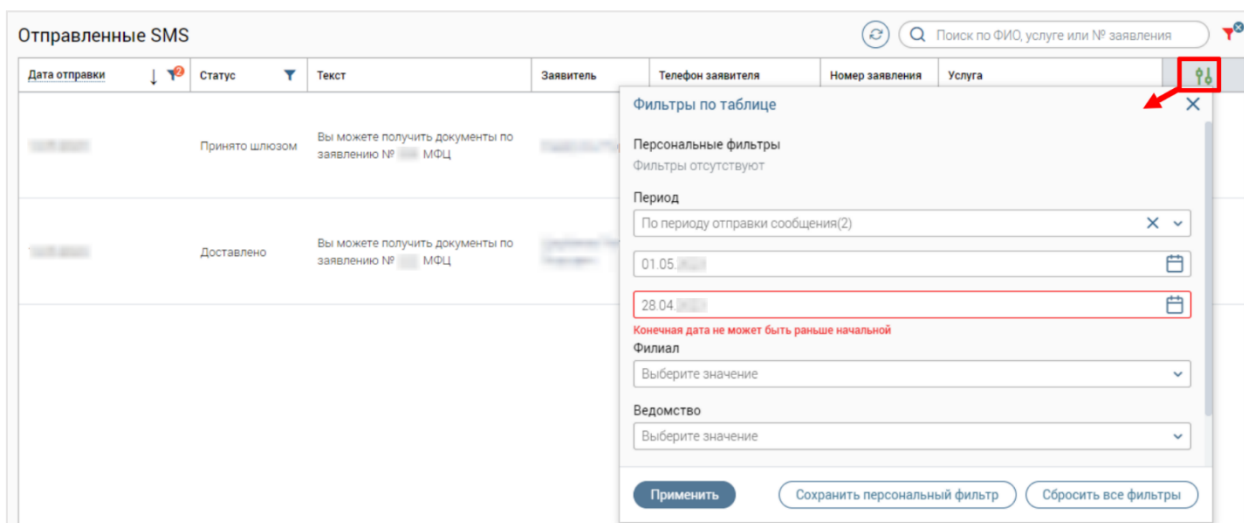 Отправленные SMS
Поиск по ФИО, услуге или № заявления
Дата отправки
2
Статус
Текст
Заявитель
Телефон заявителя
Номер заявления
Услуга
Принято шлюзом
Вы можете получить документы по
заявлению № МФЦ
Доставлено
Вы можете получить документы по
заявлению № МФЦ
Фильтры по таблице
Персональные фильтры
Фильтры отсутствуют
Период
По периоду отправки сообщения(2)
01.05.
28.04.
Конечная дата не может быть раньше начальной
Филиал
Выберите значение
Ведомство
Выберите значение
Применить
Сохранить персональный фильтр
Сбросить все фильтры